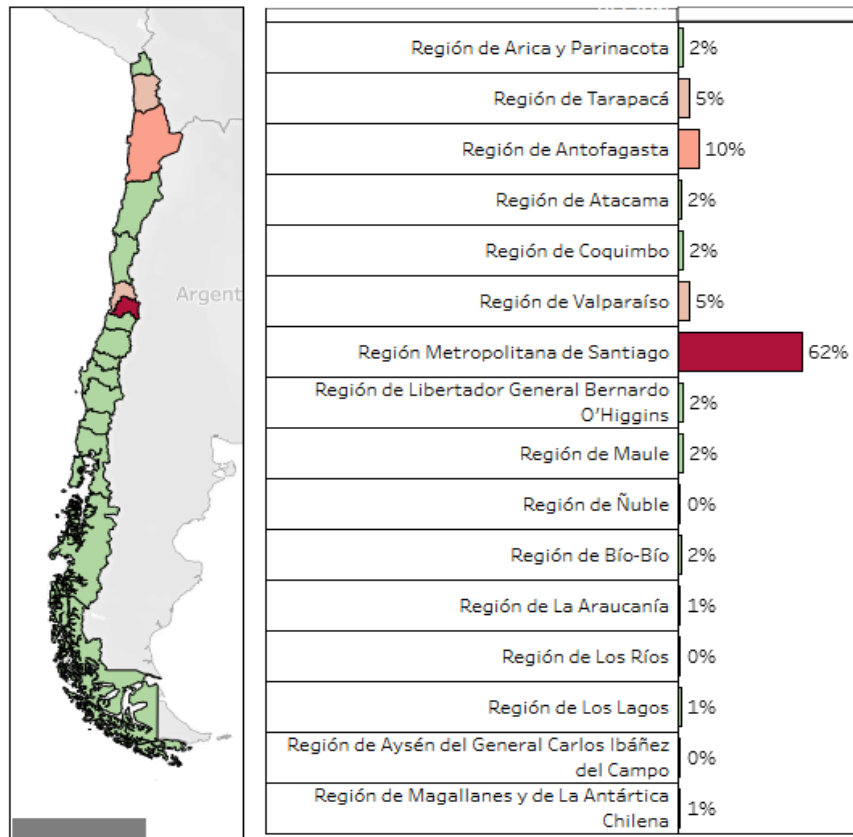 Argent
Región de Arica y Parinacota 2%
Región de Tarapacá 5%
Región de Antofagasta 10%
Región de Atacama 2%
Región de Coquimbo 2%
Región de Valparaíso 5%
Región Metropolitana de Santiago 62%
Región de Libertador General Bernardo
O'Higgins 2%
Región de Maule 2%
Región de Ñuble 0%
Región de Bío-Bío 2%
Región de La Araucanía 1%
Región de Los Ríos 0%
Región de Los Lagos 1%
Región de Aysén del General Carlos Ibáñez
del Campo 0%
Región de Magallanes y de La Antártica
Chilena 1%